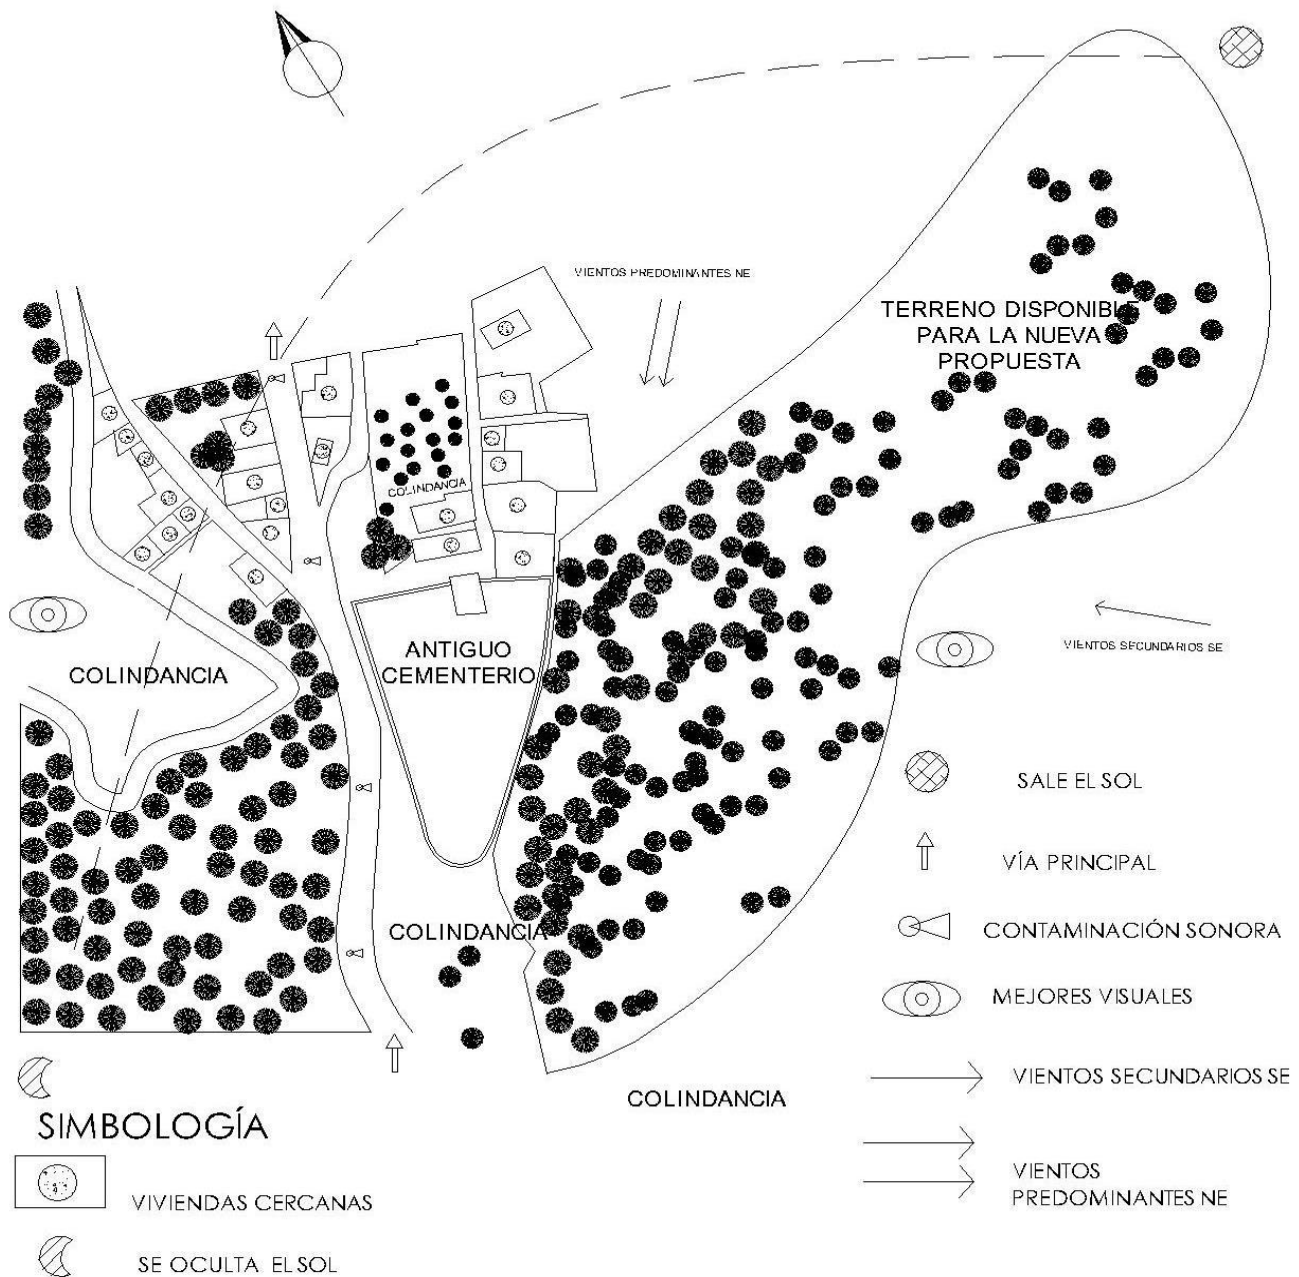 VIENTOS PREDOMINANTES NE
TERRENO DISPONIBLE
PARA LA NUEVA
PROPUESTA
COLINDANCIA
ANTIGUO
CEMENTERIO
COLINDANCIA
VIENTOS SECUNDARIOS SE
COLINDANCIA
COLINDANCIA
SALE EL SOL
VÍA PRINCIPAL
CONTAMINACIÓN SONORA
MEJORES VISUALES
VIENTOS SECUNDARIOS SE
VIENTOS
PREDOMINANTES NE
SIMBOLOGÍA
VIVIENDAS CERCANAS
SE OCULTA EL SOL